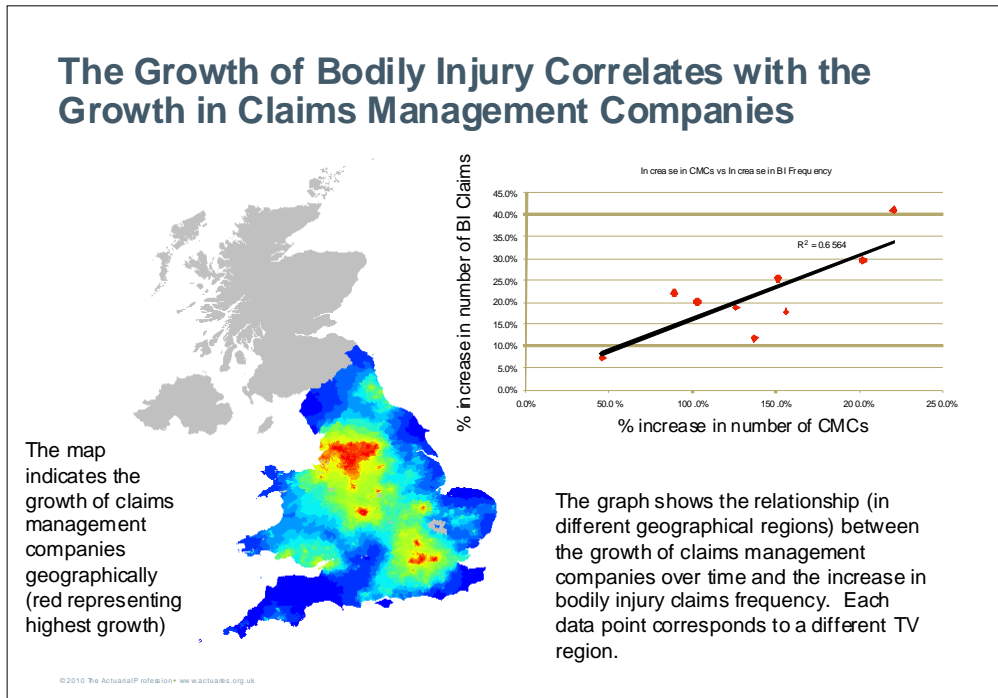 The Growth of Bodily Injury Correlates with the
Growth in Claims Management Companies
The map
indicates the
growth of claims
management
companies
geographically
(red representing
highest growth)
% increase in number of BI Claims
Increase in CMCs vs Increase in BI Frequency
45.0%
40.0%
35.0%
30.0%
25.0%
20.0%
15.0%
10.0%
5.0%
0.0%
R² = 0.6564
0.0% 50.0% 100.0% 150.0% 200.0% 250.0%
% increase in number of CMCs
The graph shows the relationship (in
different geographical regions) between
the growth of claims management
companies over time and the increase in
bodily injury claims frequency. Each
data point corresponds to a different TV
region.
© 2010 The Actuarial Profession • www.actuaries.org.uk